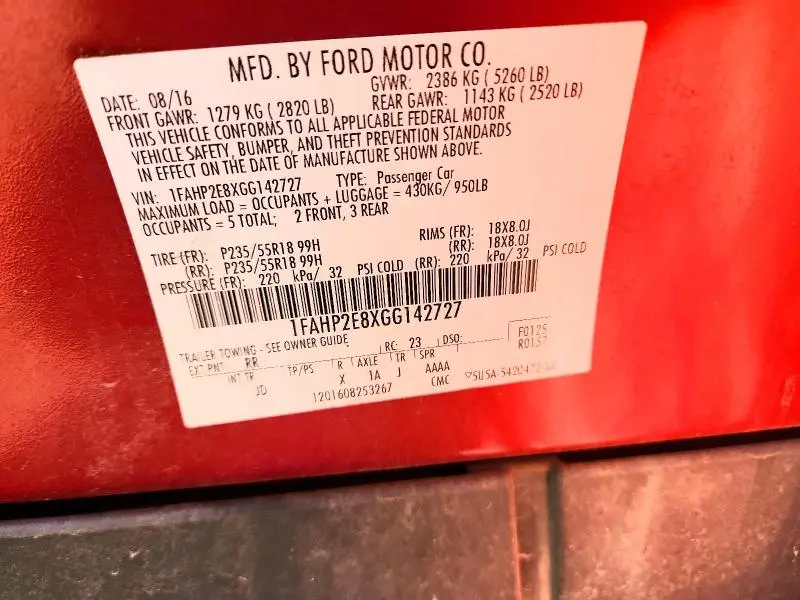 MFD. BY FORD MOTOR CO.
DATE: 08/16 GVWR: 2386 KG ( 5260 LB)
FRONT GAWR: 1279 KG ( 2820 LB) REAR GAWR: 1143 KG ( 2520 LB)
THIS VEHICLE CONFORMS TO ALL APPLICABLE FEDERAL MOTOR
VEHICLE SAFETY, BUMPER, AND THEFT PREVENTION STANDARDS
IN EFFECT ON THE DATE OF MANUFACTURE SHOWN ABOVE.
VIN: 1FAHP2E8XGG142727 TYPE: Passenger Car
MAXIMUM LOAD = OCCUPANTS + LUGGAGE = 430KG/ 950LB
OCCUPANTS = 5 TOTAL; 2 FRONT, 3 REAR
TIRE (FR): P235/55R18 99H RIMS (FR): 18X8.0J
(RR): P235/55R18 99H (RR): 18X8.0J
PRESSURE (FR): 220 kPa/ 32 PSI COLD (RR): 220 kPa/ 32 PSI COLD
1FAHP2E8XGG142727
TRAILER TOWING - SEE OWNER GUIDE RC: 23 DSO: F0125
EXT PNT RR R0157
INT TR TP/PS R AXLE TR SPR
JD X 1A J AAAA
1201608253267 CMC